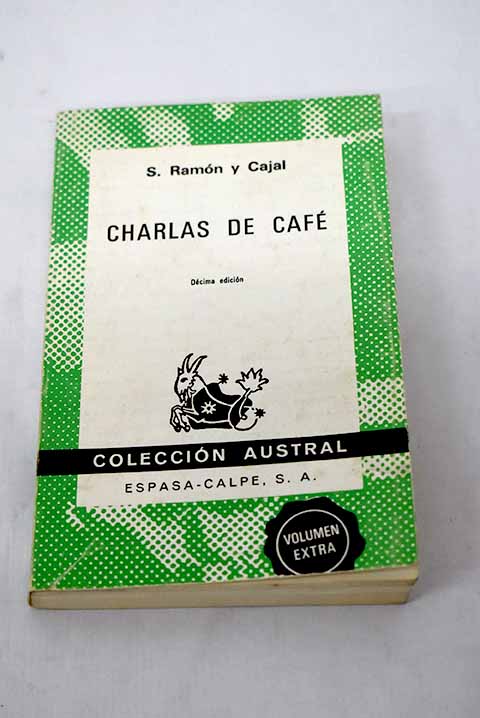 S. Ramón y Cajal
CHARLAS DE CAFÉ
Décima edición
COLECCIÓN AUSTRAL
ESPASA-CALPE, S. A.
VOLUMEN
EXTRA